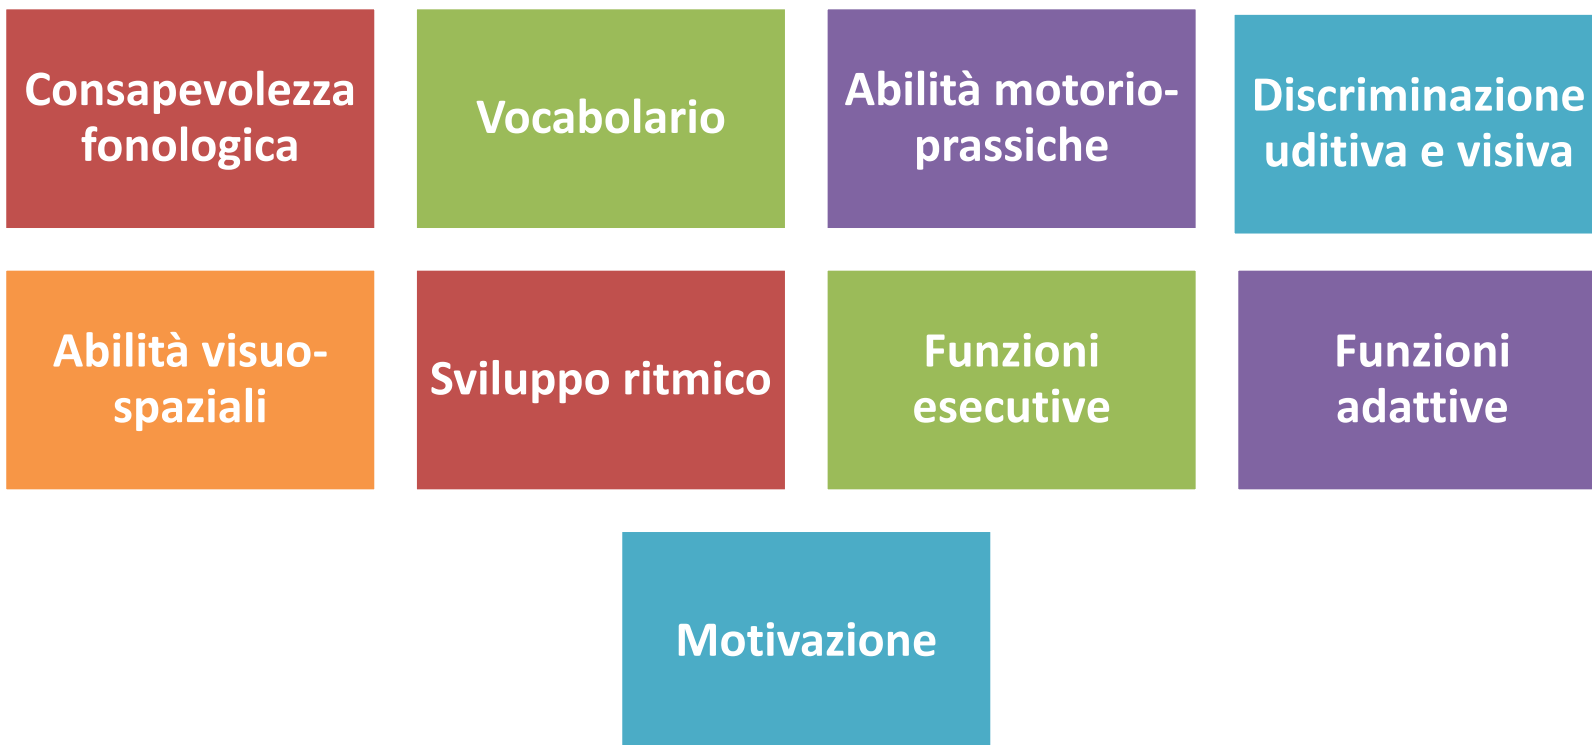 Consapevolezza
fonologica
Vocabolario
Abilità motorio-
prassiche
Discriminazione
uditiva e visiva
Abilità visuo-
spaziali
Sviluppo ritmico
Funzioni
esecutive
Funzioni
adattive
Motivazione